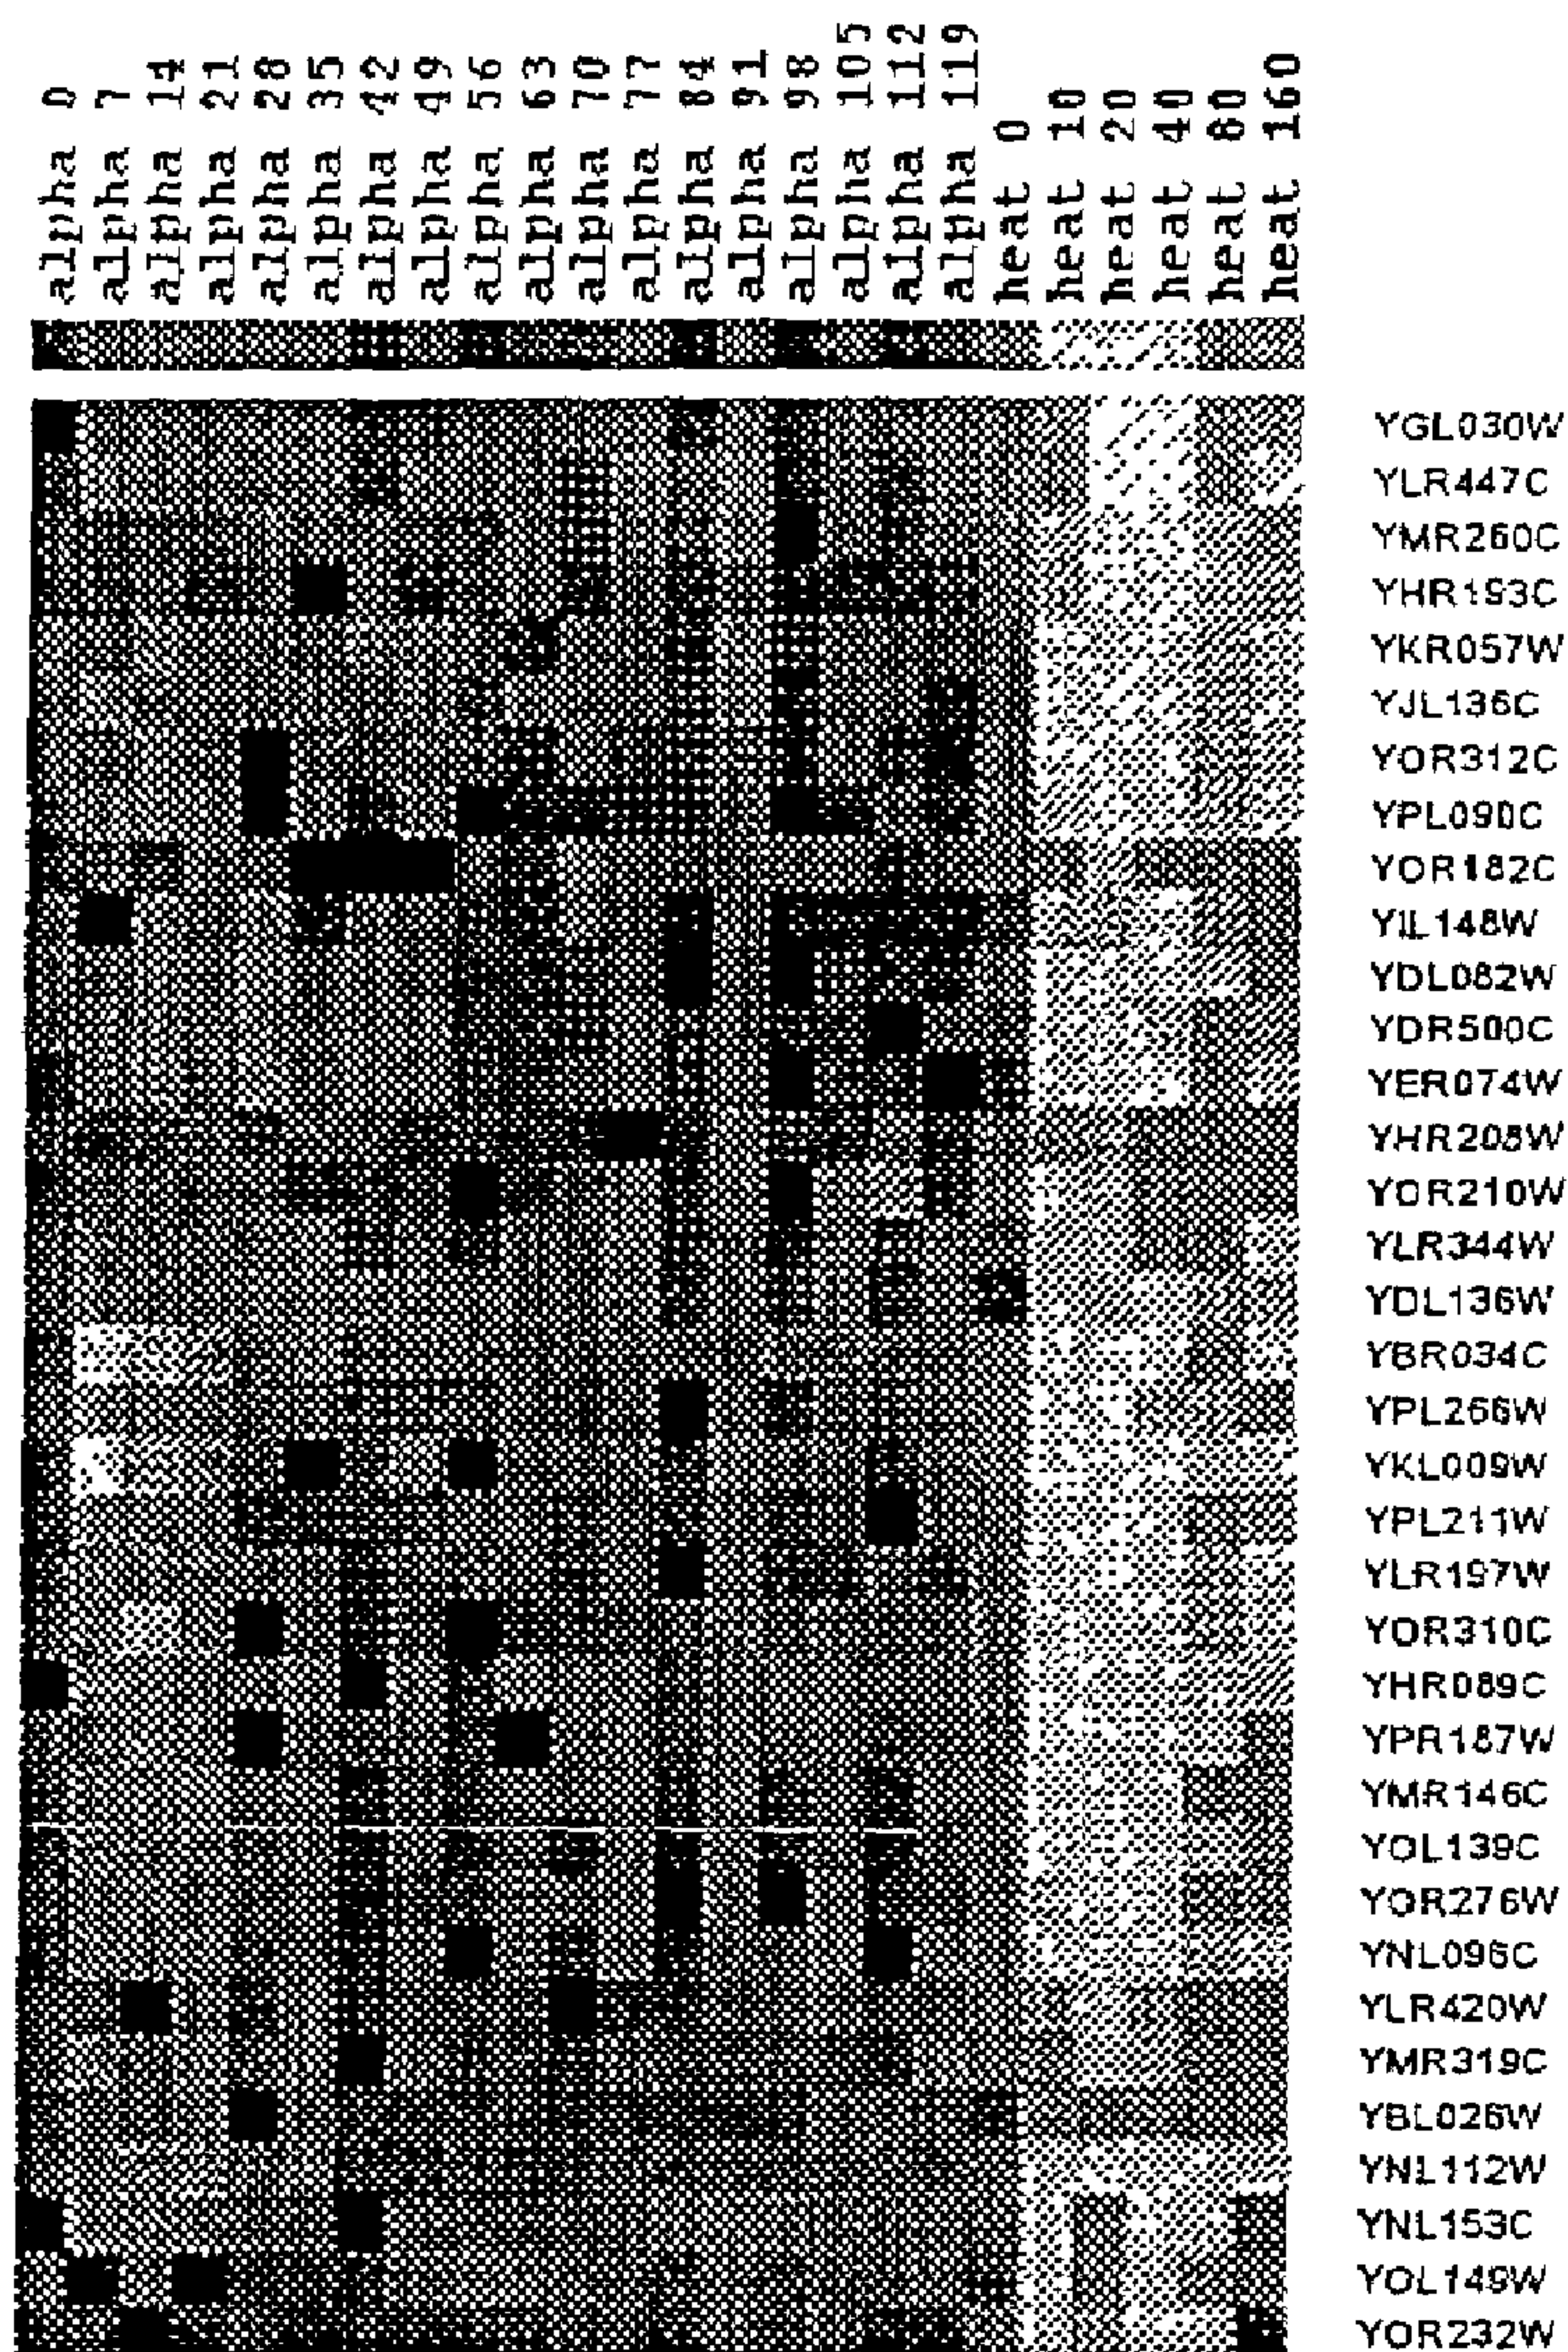 alpha 0
alpha 7
alpha 14
alpha 21
alpha 28
alpha 35
alpha 42
alpha 49
alpha 56
alpha 63
alpha 70
alpha 77
alpha 84
alpha 91
alpha 98
alpha 105
alpha 112
alpha 119
heat 0
heat 10
heat 20
heat 40
heat 80
heat 160
YGL030W
YLR447C
YMR260C
YHR193C
YKR057W
YJL136C
YOR312C
YPL090C
YOR182C
YIL148W
YDL082W
YDR500C
YER074W
YHR208W
YOR210W
YLR344W
YDL136W
YBR034C
YPL266W
YKL009W
YPL211W
YLR197W
YOR310C
YHR089C
YPR187W
YMR146C
YOL139C
YOR276W
YNL096C
YLR420W
YMR319C
YBL026W
YNL112W
YNL153C
YOL149W
YOR232W